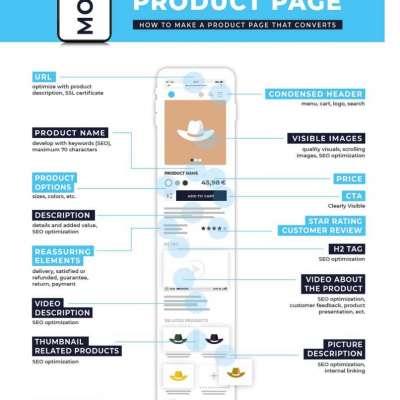 MO
PRODUCT PAGE
HOW TO MAKE A PRODUCT PAGE THAT CONVERTS
URL
optimize with product
description, SSL certificate
PRODUCT NAME
develop with keywords (SEO),
maximum 70 characters
PRODUCT
OPTIONS
sizes, colors, etc.
DESCRIPTION
details and added value,
SEO optimization
REASSURING
ELEMENTS
delivery, satisfied or
refunded, guarantee,
return, payment
VIDEO
DESCRIPTION
SEO optimization
THUMBNAIL
RELATED PRODUCTS
SEO optimization
PRODUCT NAME
45,98 €
ADD TO CART
RELATED PRODUCTS
CONDENSED HEADER
menu, cart, logo, search
VISIBLE IMAGES
quality visuals, scrolling
images, SEO optimization
PRICE
CTA
Clearly Visible
STAR RATING
CUSTOMER REVIEW
H2 TAG
SEO optimization
VIDEO ABOUT
THE PRODUCT
SEO optimization,
customer feedback, product
presentation, ect.
PICTURE
DESCRIPTION
SEO optimization,
internal linking